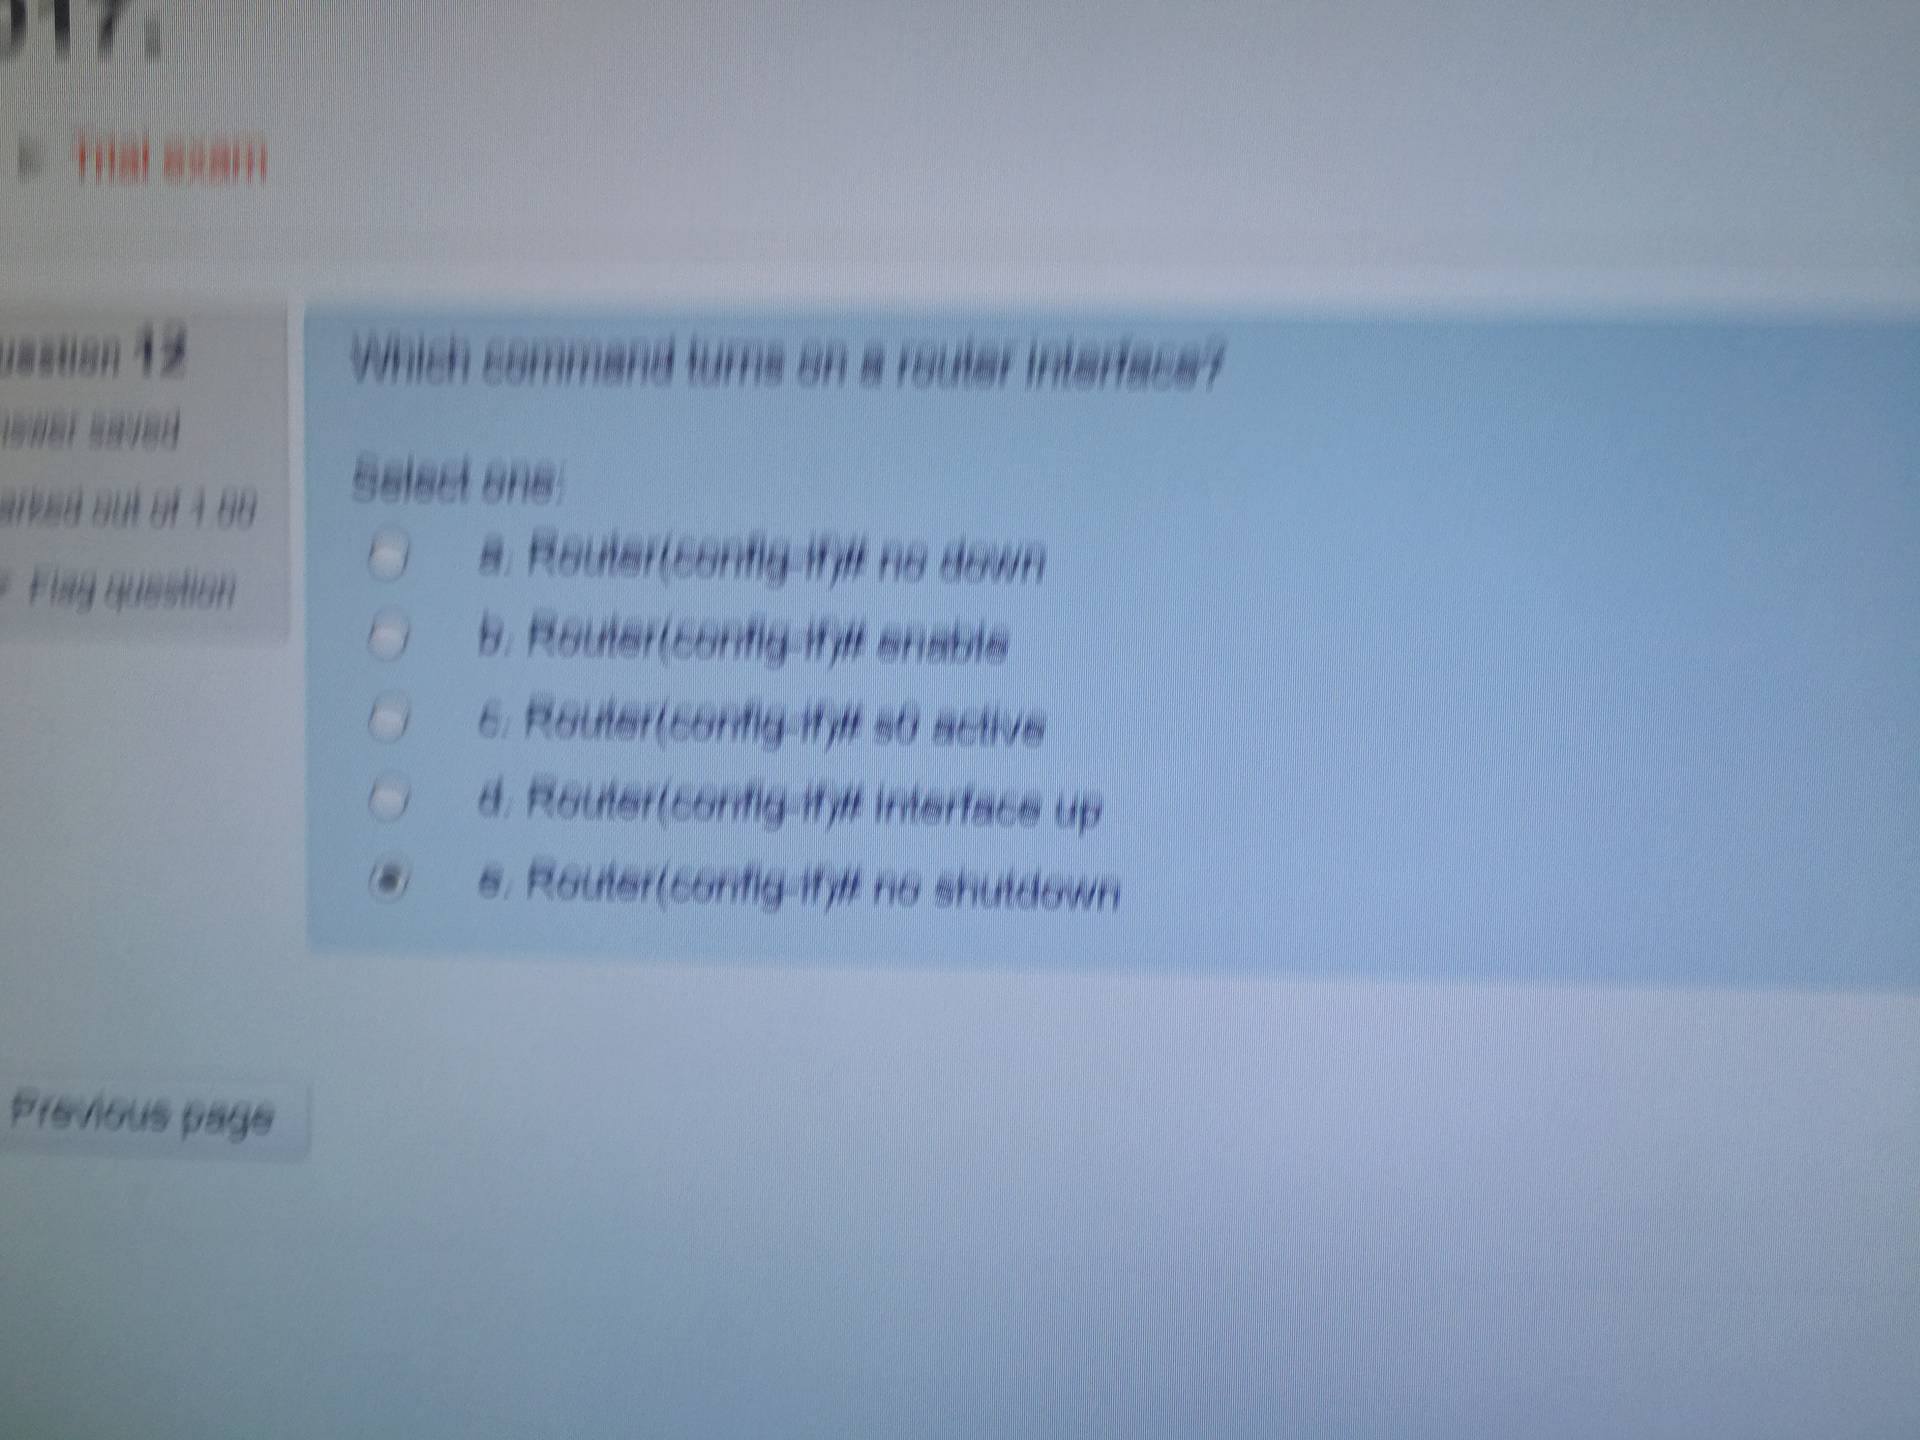 017.
Trial exam
uestion 12
Which command turns on a router interface?
nswer saved
arked out of 1.00
Flag question
Select one:
a. Router(config-if)# no down
b. Router(config-if)# enable
c. Router(config-if)# s0 active
d. Router(config-if)# interface up
e. Router(config-if)# no shutdown
Previous page